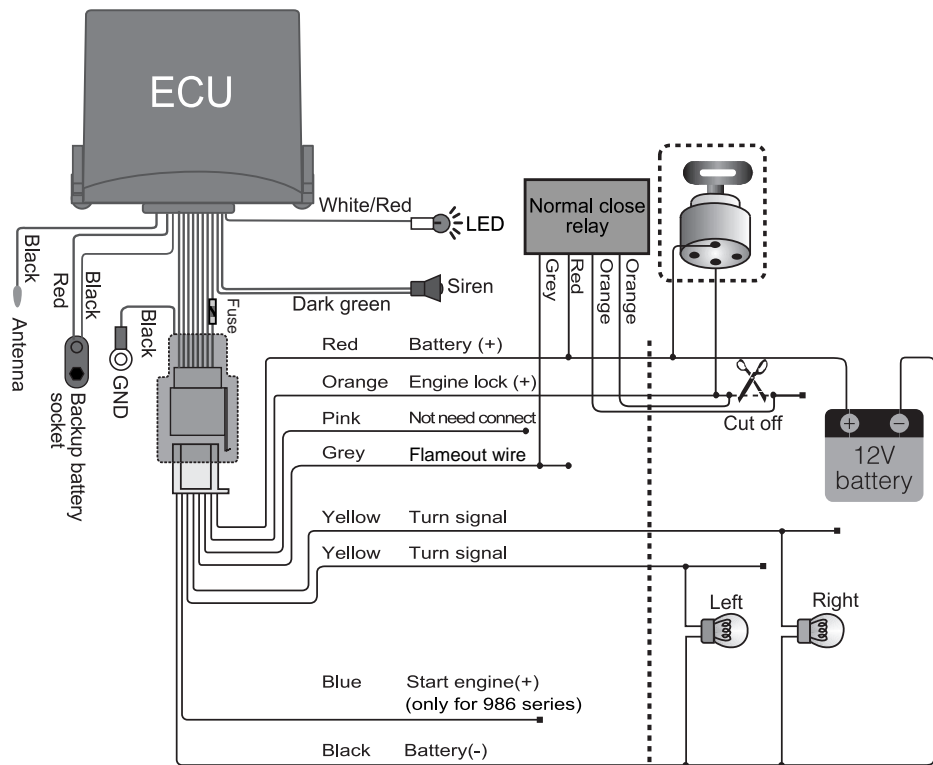 ECU
White/Red
LED
Normal close
relay
Black
Red
Black
Black
Fuse
Dark green
Siren
Grey
Red
Orange
Orange
Antenna
Backup battery
socket
GND
Red Battery (+)
Orange Engine lock (+)
Cut off
Pink Not need connect
Grey Flameout wire
+ −
12V
battery
Yellow Turn signal
Yellow Turn signal
Left
Right
Blue Start engine(+)
(only for 986 series)
Black Battery(-)